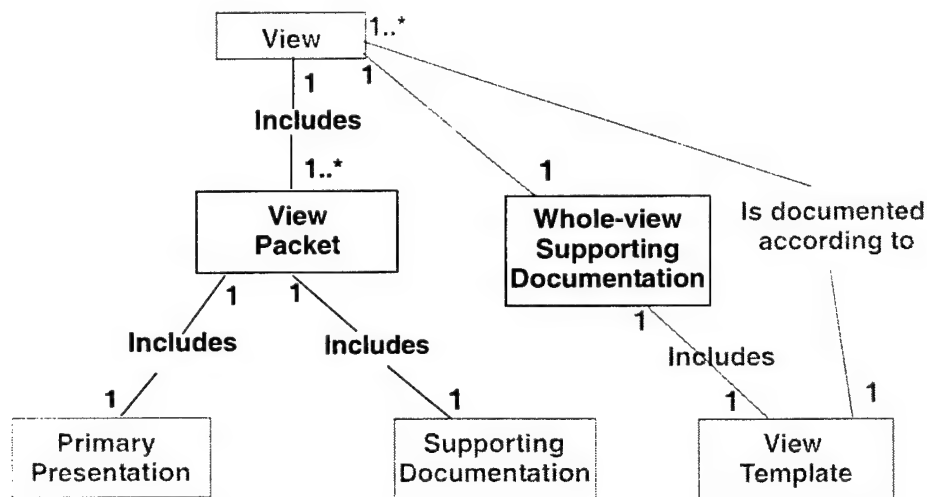 View
1..*
1
1
Includes
1..*
1
View
Packet
Whole-view
Supporting
Documentation
Is documented
according to
1
1
1
Includes
Includes
Includes
1
1
1
1
Primary
Presentation
Supporting
Documentation
View
Template